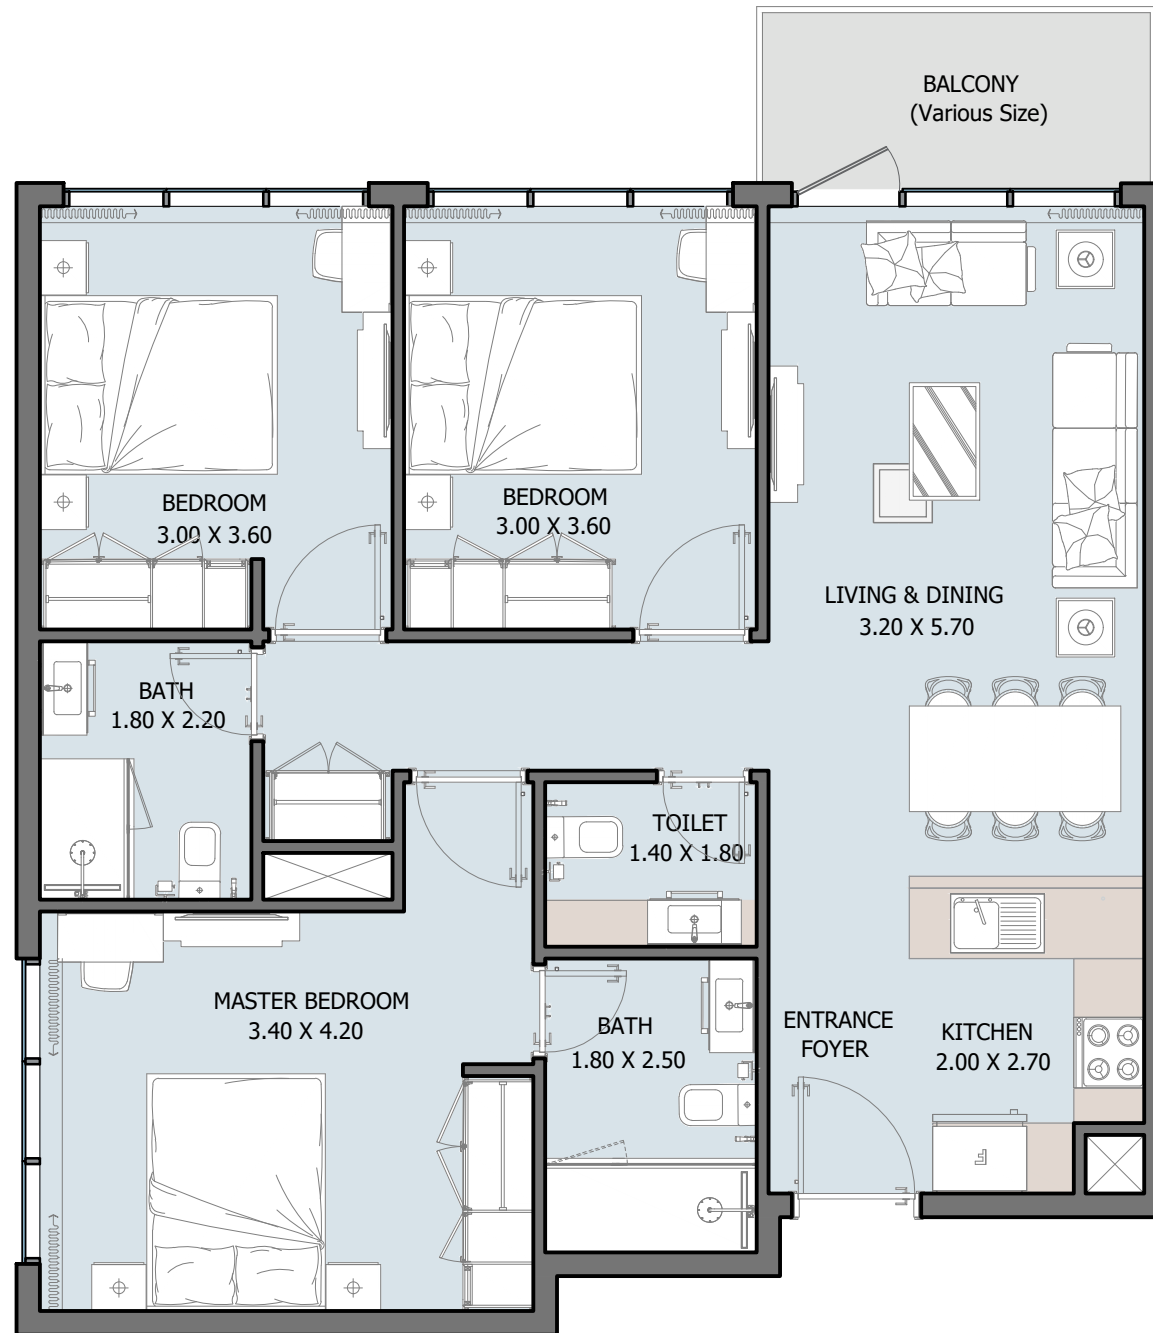 BALCONY
(Various Size)
BEDROOM
3.00 X 3.60
BEDROOM
3.00 X 3.60
LIVING & DINING
3.20 X 5.70
BATH
1.80 X 2.20
TOILET
1.40 X 1.80
MASTER BEDROOM
3.40 X 4.20
BATH
1.80 X 2.50
ENTRANCE
FOYER
KITCHEN
2.00 X 2.70
F